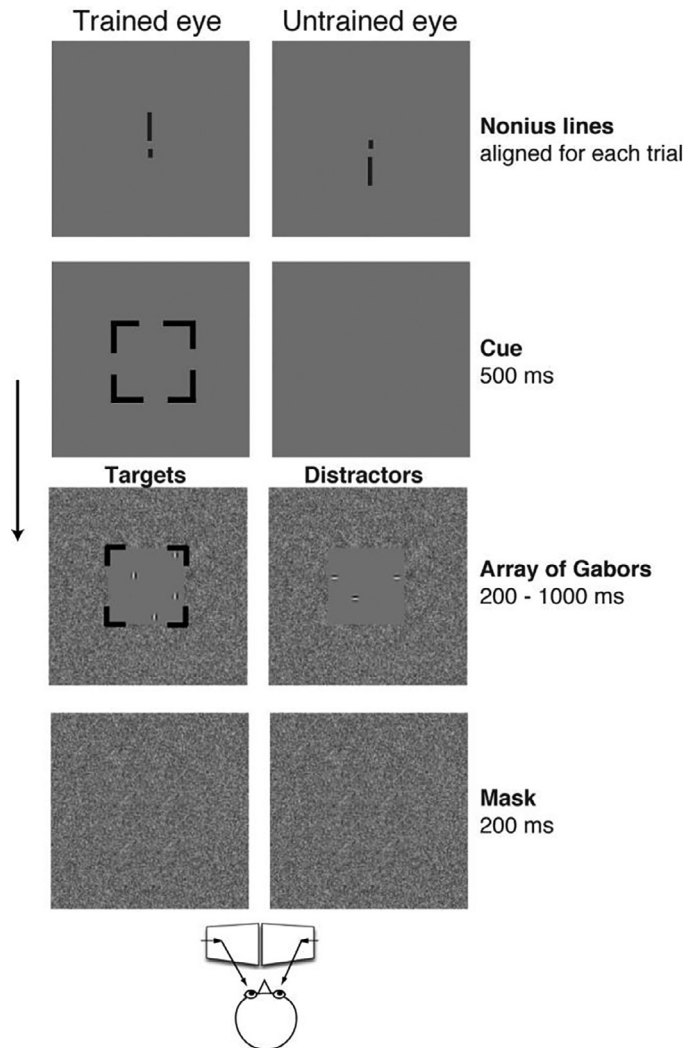 Trained eye
Untrained eye
Nonius lines
aligned for each trial
Cue
500 ms
Targets
Distractors
Array of Gabors
200 - 1000 ms
Mask
200 ms